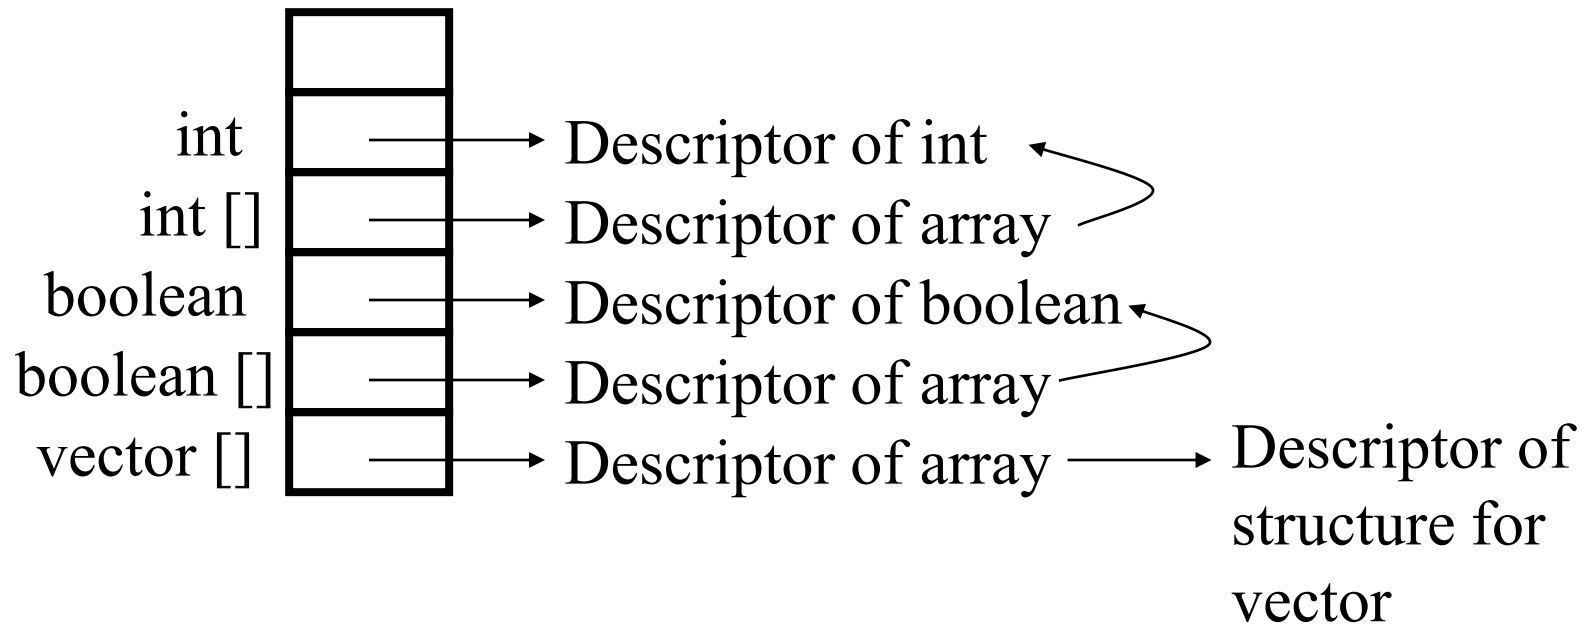 int
Descriptor of int
int []
Descriptor of array
boolean
Descriptor of boolean
boolean []
Descriptor of array
vector []
Descriptor of array
Descriptor of
structure for
vector